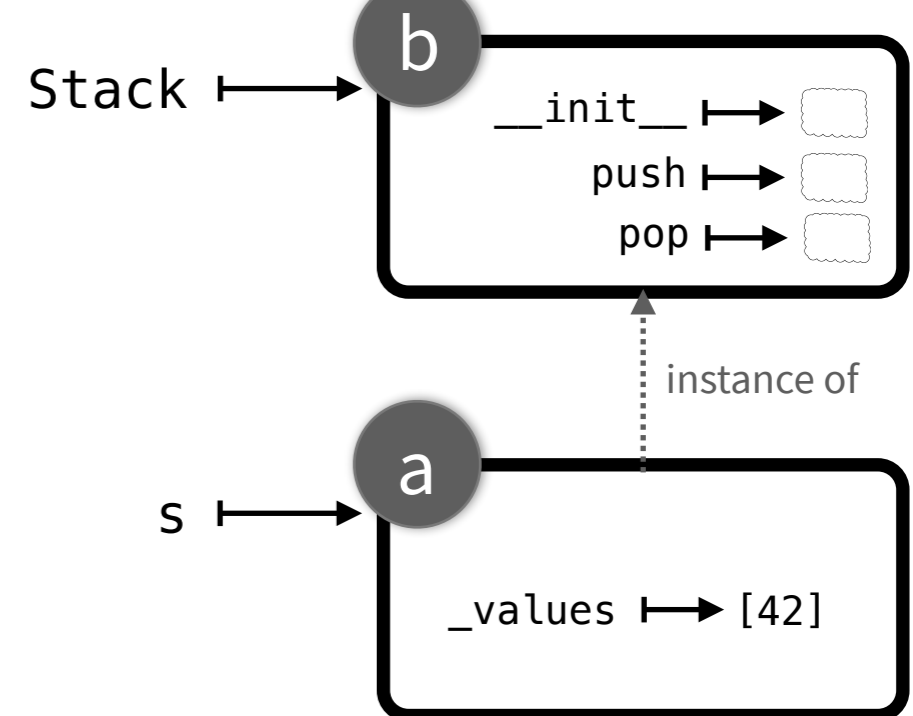 b
Stack
__init__
push
pop
instance of
a
s
_values
[42]